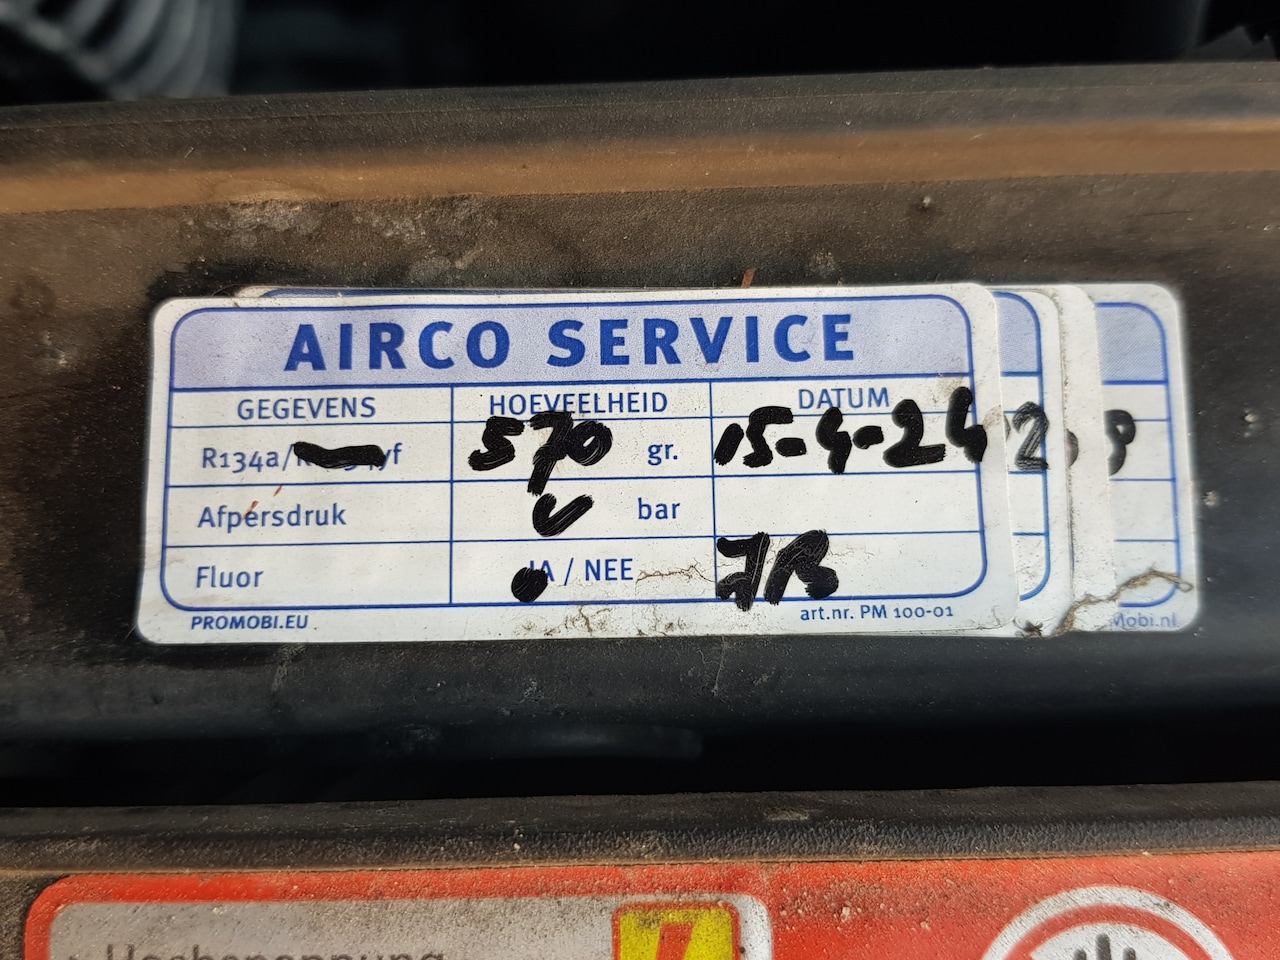 AIRCO SERVICE
GEGEVENS HOEVEELHEID DATUM
R134a/ yf 570 gr. 15-4-24
Afpersdruk bar
Fluor JA / NEE
PROMOBI.EU art.nr. PM 100-01
Mobi.nl
Hochspannung